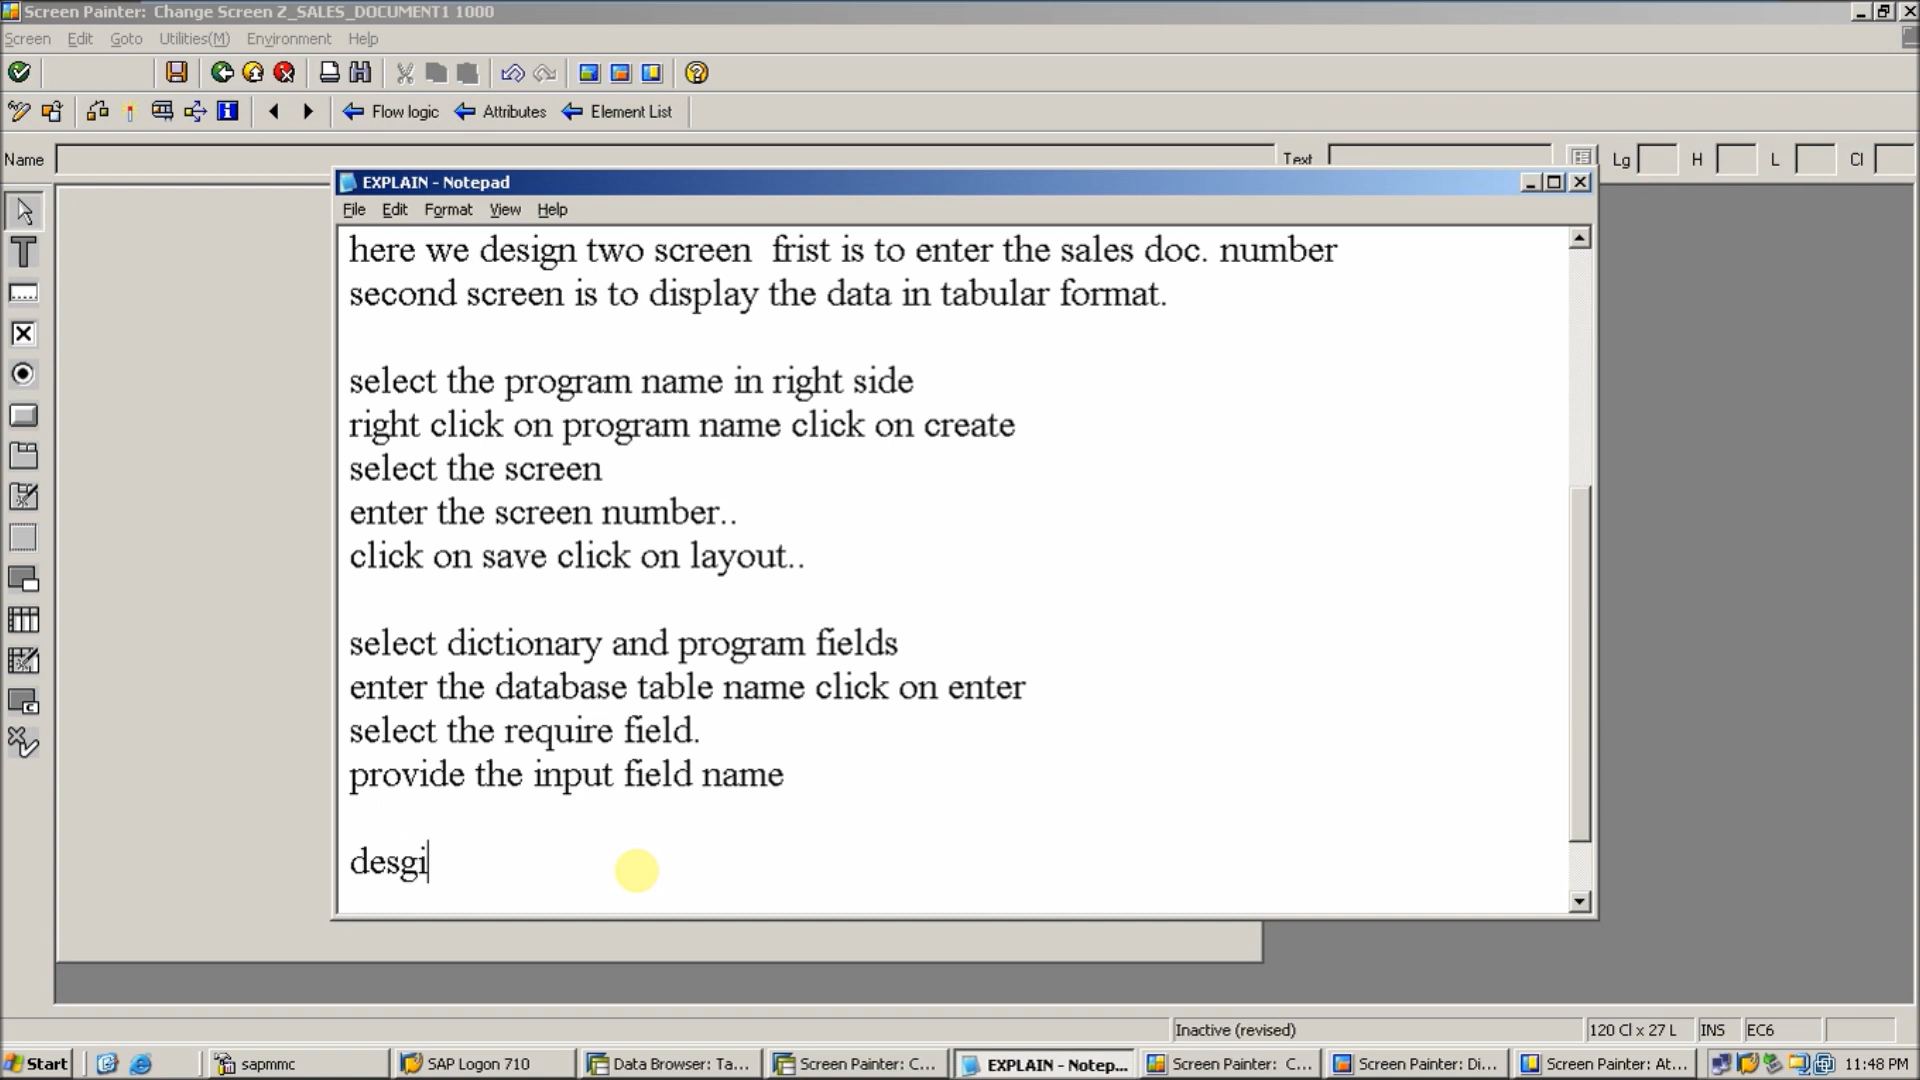 Screen Painter: Change Screen Z_SALES_DOCUMENT1 1000
Screen Edit Goto Utilities(M) Environment Help
Flow logic Attributes Element List
Name Text Lg H L Cl
EXPLAIN - Notepad
File Edit Format View Help
here we design two screen  frist is to enter the sales doc. number
second screen is to display the data in tabular format.
select the program name in right side
right click on program name click on create
select the screen
enter the screen number..
click on save click on layout..
select dictionary and program fields
enter the database table name click on enter
select the require field.
provide the input field name
desgi
Inactive (revised) 120 Cl x 27 L INS EC6
Start sapmmc SAP Logon 710 Data Browser: Ta... Screen Painter: C... EXPLAIN - Notep... Screen Painter: C... Screen Painter: Di... Screen Painter: At... 11:48 PM